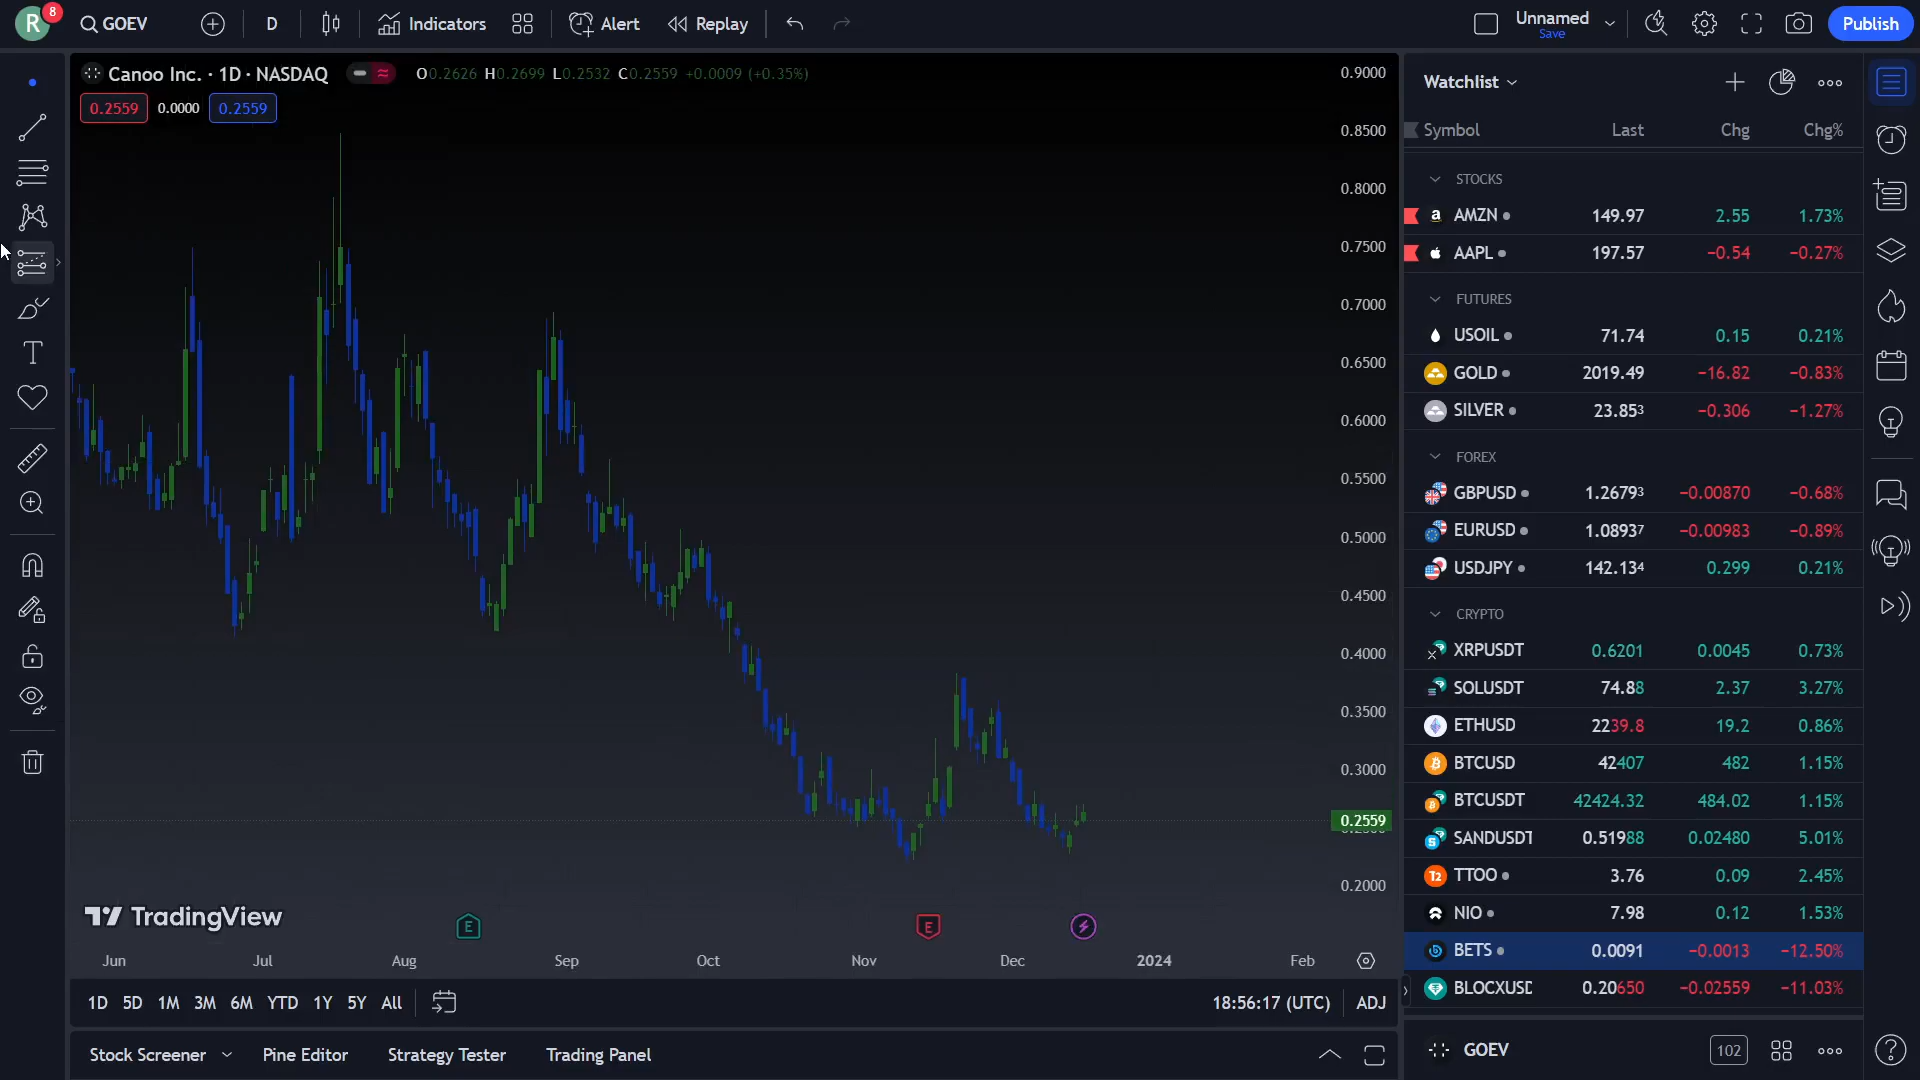 R 8 GOEV D Indicators Alert Replay Unnamed Save Publish
Canoo Inc. · 1D · NASDAQ O0.2626 H0.2699 L0.2532 C0.2559 +0.0009 (+0.35%)
0.2559 0.0000 0.2559
0.9000
0.8500
0.8000
0.7500
0.7000
0.6500
0.6000
0.5500
0.5000
0.4500
0.4000
0.3500
0.3000
0.2559
0.2000
TradingView
E E
Jun Jul Aug Sep Oct Nov Dec 2024 Feb
1D 5D 1M 3M 6M YTD 1Y 5Y All 18:56:17 (UTC) ADJ
Stock Screener Pine Editor Strategy Tester Trading Panel
Watchlist
Symbol Last Chg Chg%
STOCKS
AMZN 149.97 2.55 1.73%
AAPL 197.57 −0.54 −0.27%
FUTURES
USOIL 71.74 0.15 0.21%
GOLD 2019.49 −16.82 −0.83%
SILVER 23.853 −0.306 −1.27%
FOREX
GBPUSD 1.26793 −0.00870 −0.68%
EURUSD 1.08937 −0.00983 −0.89%
USDJPY 142.134 0.299 0.21%
CRYPTO
XRPUSDT 0.6201 0.0045 0.73%
SOLUSDT 74.88 2.37 3.27%
ETHUSD 2239.8 19.2 0.86%
BTCUSD 42407 482 1.15%
BTCUSDT 42424.32 484.02 1.15%
SANDUSDT 0.51988 0.02480 5.01%
T2 TTOO 3.76 0.09 2.45%
NIO 7.98 0.12 1.53%
BETS 0.0091 −0.0013 −12.50%
BLOCXUSD 0.20650 −0.02559 −11.03%
GOEV 102